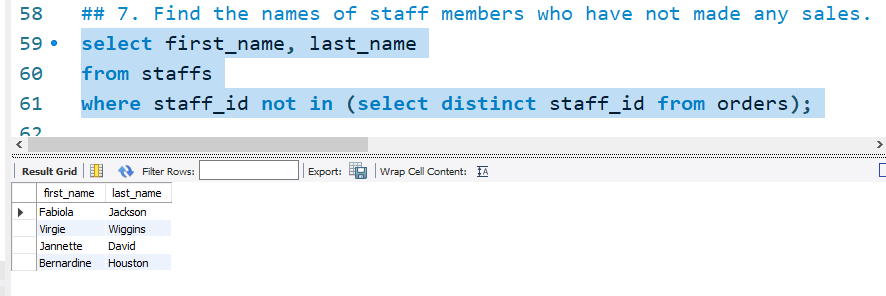 58 ## 7. Find the names of staff members who have not made any sales.
59 select first_name, last_name
60 from staffs
61 where staff_id not in (select distinct staff_id from orders);
62
Result Grid Filter Rows: Export: Wrap Cell Content: IA
first_name last_name
Fabiola Jackson
Virgie Wiggins
Jannette David
Bernardine Houston